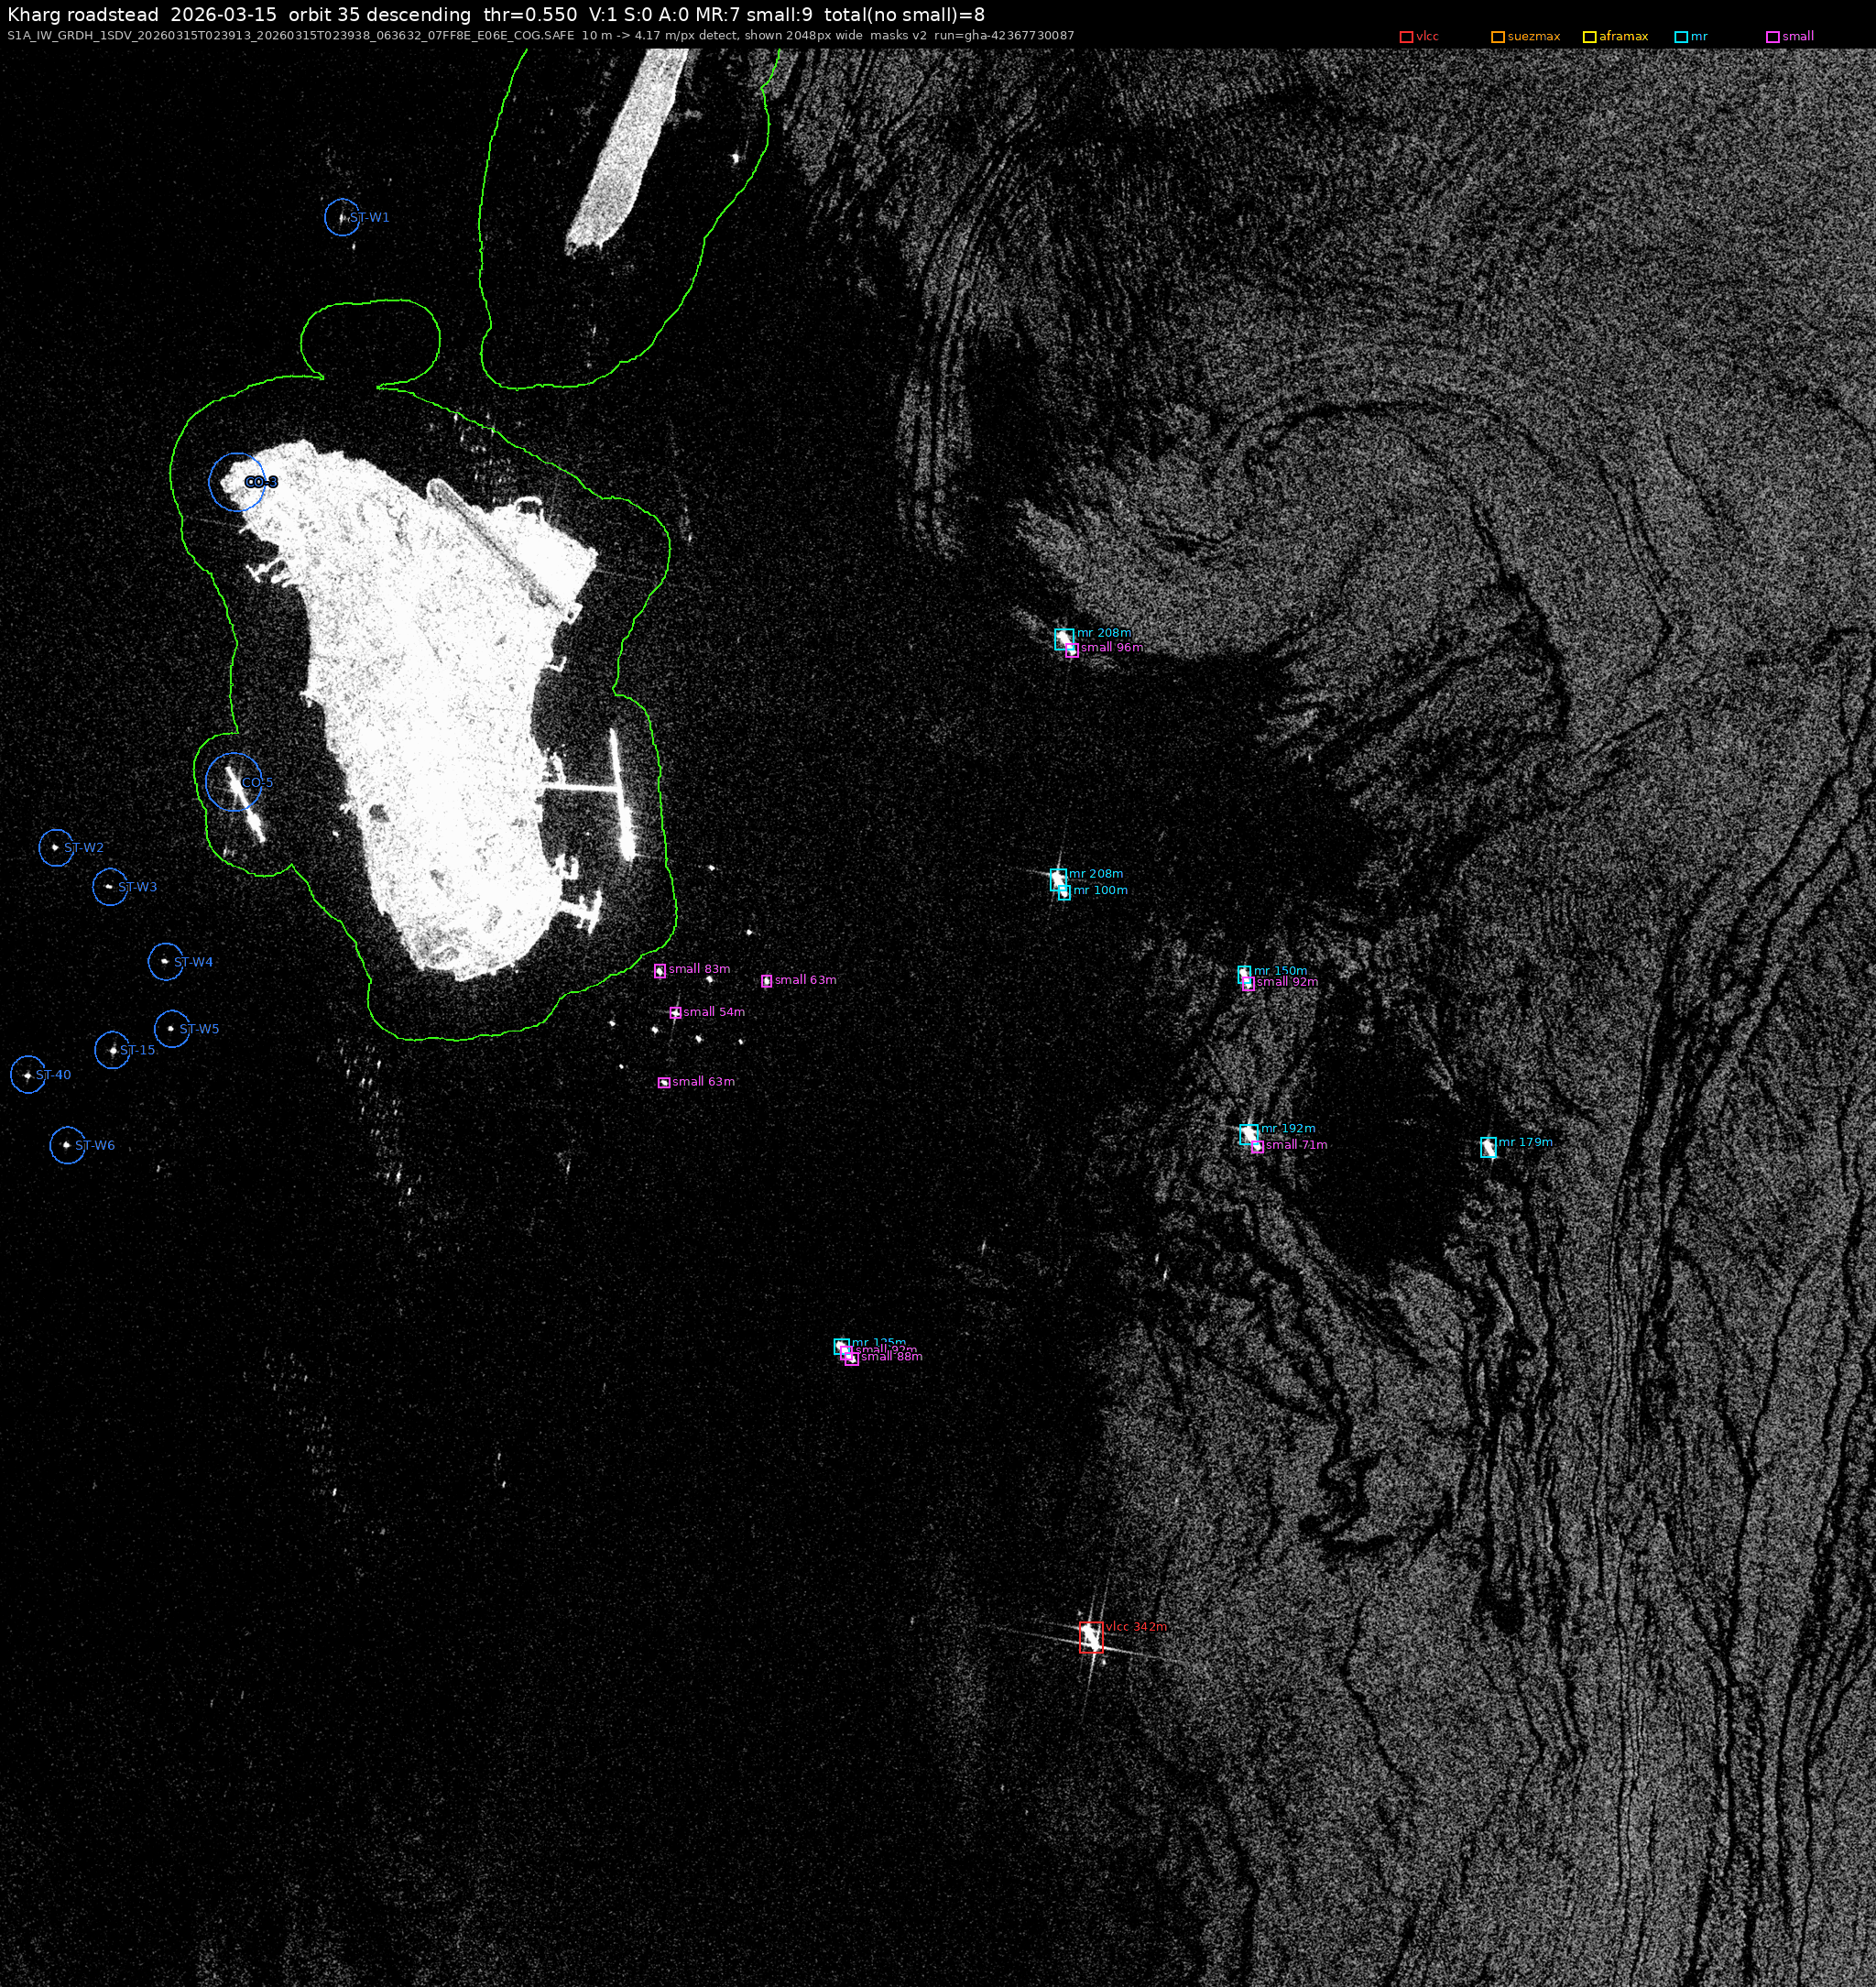 Kharg roadstead 2026-03-15 orbit 35 descending thr=0.550 V:1 S:0 A:0 MR:7 small:9 total(no small)=8
S1A_IW_GRDH_1SDV_20260315T023913_20260315T023938_063632_07FF8E_E06E_COG.SAFE 10 m -> 4.17 m/px detect, shown 2048px wide masks v2 run=gha-42367730087
vlcc suezmax aframax mr small
ST-W1
CO-3
mr 208m
small 96m
CO-5
ST-W2
mr 208m
ST-W3
mr 100m
ST-W4
small 83m
mr 150m
small 63m
small 92m
small 54m
ST-W5
ST-15
ST-40
small 63m
mr 192m
mr 179m
ST-W6
small 71m
mr 125m
small 92m
small 88m
vlcc 342m